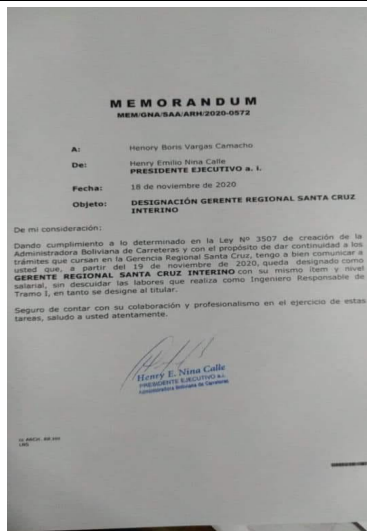 MEMORANDUM
MEM/GNA/SAA/ARH/2020-0572
A: Henory Boris Vargas Camacho
De: Henry Emilio Nina Calle
PRESIDENTE EJECUTIVO a. i.
Fecha: 18 de noviembre de 2020
Objeto: DESIGNACIÓN GERENTE REGIONAL SANTA CRUZ
INTERINO
De mi consideración:
Dando cumplimiento a lo determinado en la Ley Nº 3507 de creación de la
Administradora Boliviana de Carreteras y con el propósito de dar continuidad a los
trámites que cursan en la Gerencia Regional Santa Cruz, tengo a bien comunicar a
usted que, a partir del 19 de noviembre de 2020, queda designado como
GERENTE REGIONAL SANTA CRUZ INTERINO con su mismo ítem y nivel
salarial, sin descuidar las labores que realiza como Ingeniero Responsable de
Tramo I, en tanto se designe al titular.
Seguro de contar con su colaboración y profesionalismo en el ejercicio de estas
tareas, saludo a usted atentamente.
Henry E. Nina Calle
PRESIDENTE EJECUTIVO a.i.
Administradora Boliviana de Carreteras